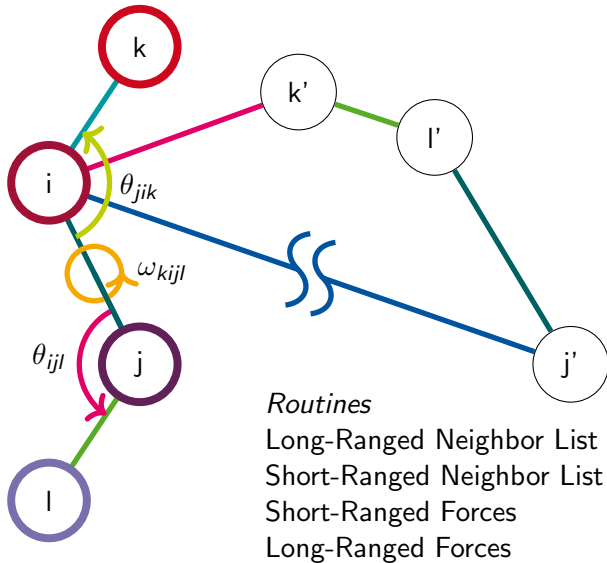 k
k'
l'
i
θjik
ωkijl
θijl
j
j'
l
Routines
Long-Ranged Neighbor List
Short-Ranged Neighbor List
Short-Ranged Forces
Long-Ranged Forces